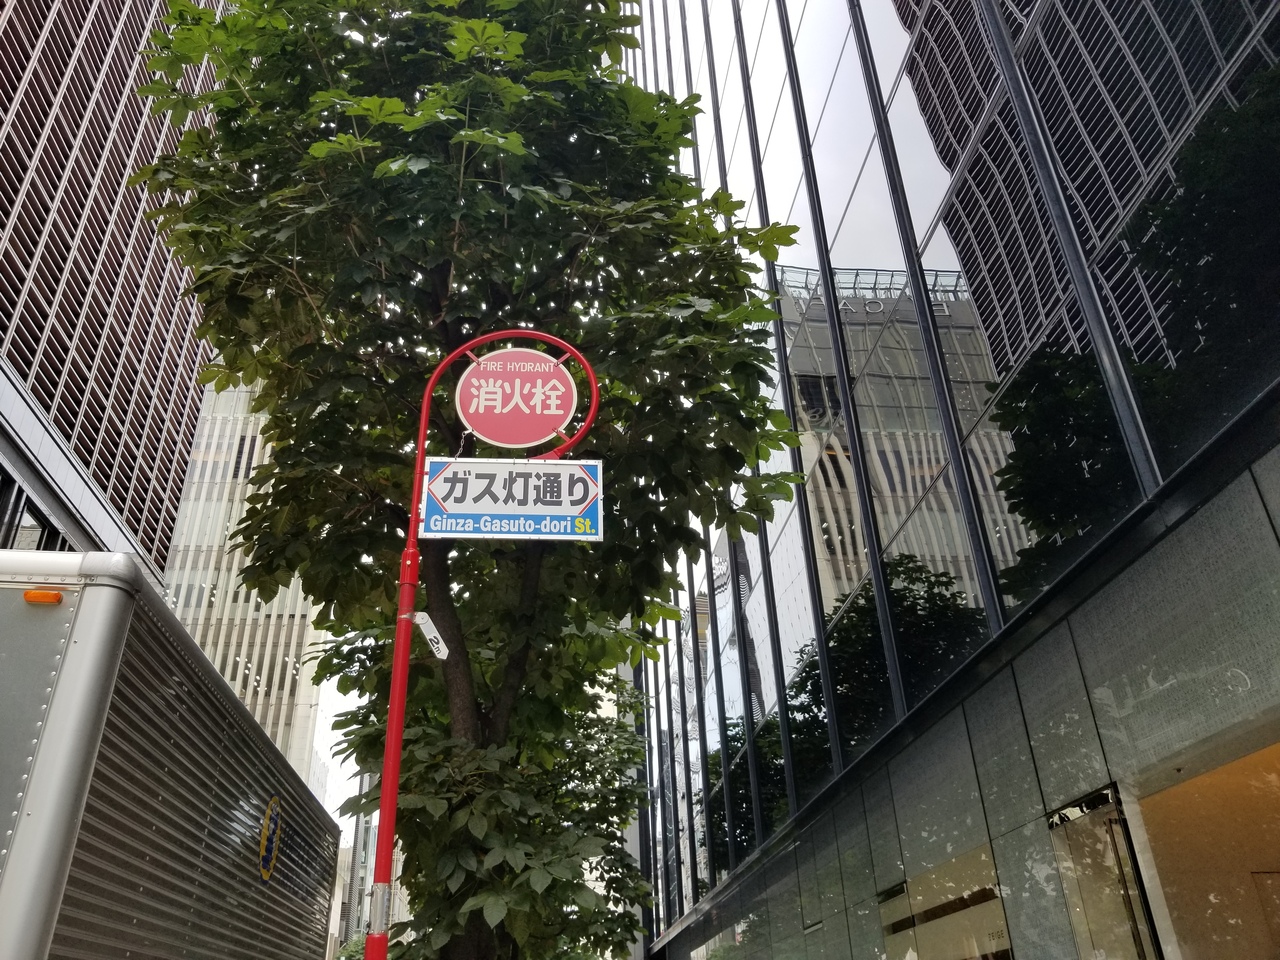 FIRE HYDRANT
消火栓
ガス灯通り
Ginza-Gasuto-dori St.
2m